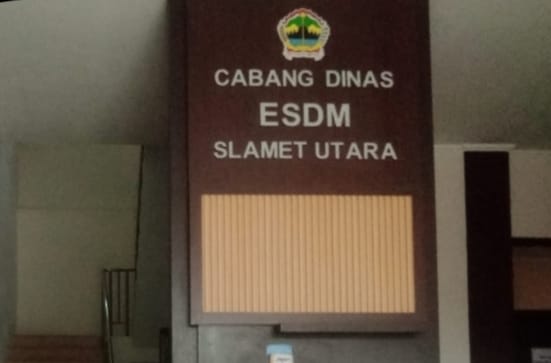 CABANG DINAS
ESDM
SLAMET UTARA